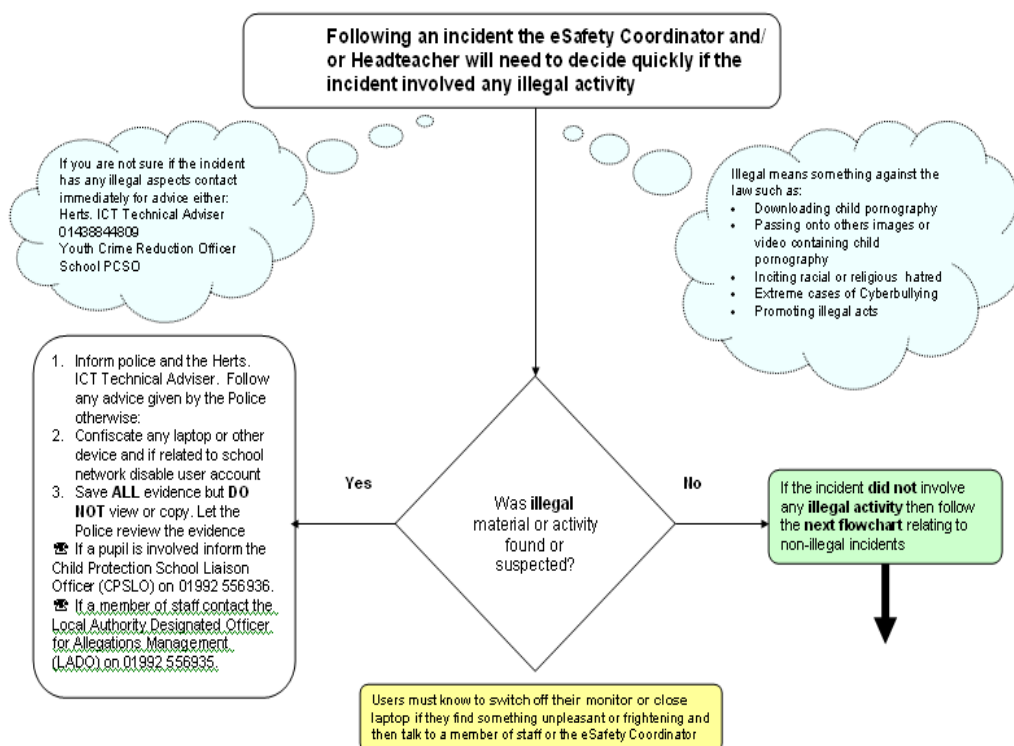 Following an incident the eSafety Coordinator and/
or Headteacher will need to decide quickly if the
incident involved any illegal activity
If you are not sure if the incident
has any illegal aspects contact
immediately for advice either:
Herts. ICT Technical Adviser
01438844809
Youth Crime Reduction Officer
School PCSO
Illegal means something against the
law such as:
• Downloading child pornography
• Passing onto others images or
video containing child
pornography
• Inciting racial or religious hatred
• Extreme cases of Cyberbullying
• Promoting illegal acts
1. Inform police and the Herts.
ICT Technical Adviser. Follow
any advice given by the Police
otherwise:
2. Confiscate any laptop or other
device and if related to school
network disable user account
3. Save ALL evidence but DO
NOT view or copy. Let the
Police review the evidence
☎ If a pupil is involved inform the
Child Protection School Liaison
Officer (CPSLO) on 01992 556936.
☎ If a member of staff contact the
Local Authority Designated Officer
for Allegations Management
(LADO) on 01992 556935.
Yes
Was illegal
material or activity
found or
suspected?
No
If the incident did not involve
any illegal activity then follow
the next flowchart relating to
non-illegal incidents
Users must know to switch off their monitor or close
laptop if they find something unpleasant or frightening and
then talk to a member of staff or the eSafety Coordinator